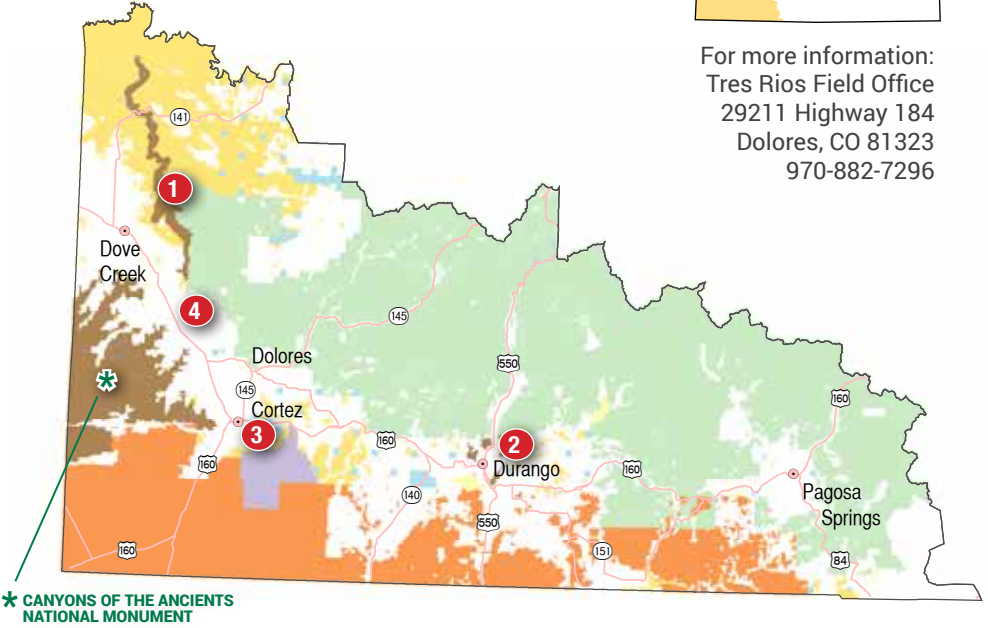 For more information:
Tres Rios Field Office
29211 Highway 184
Dolores, CO 81323
970-882-7296
141
1
Dove
Creek
4
145
550
Dolores
145
160
Cortez
3
160
2
160
Durango
160
Pagosa
Springs
140
550
160
151
84
* CANYONS OF THE ANCIENTS
NATIONAL MONUMENT